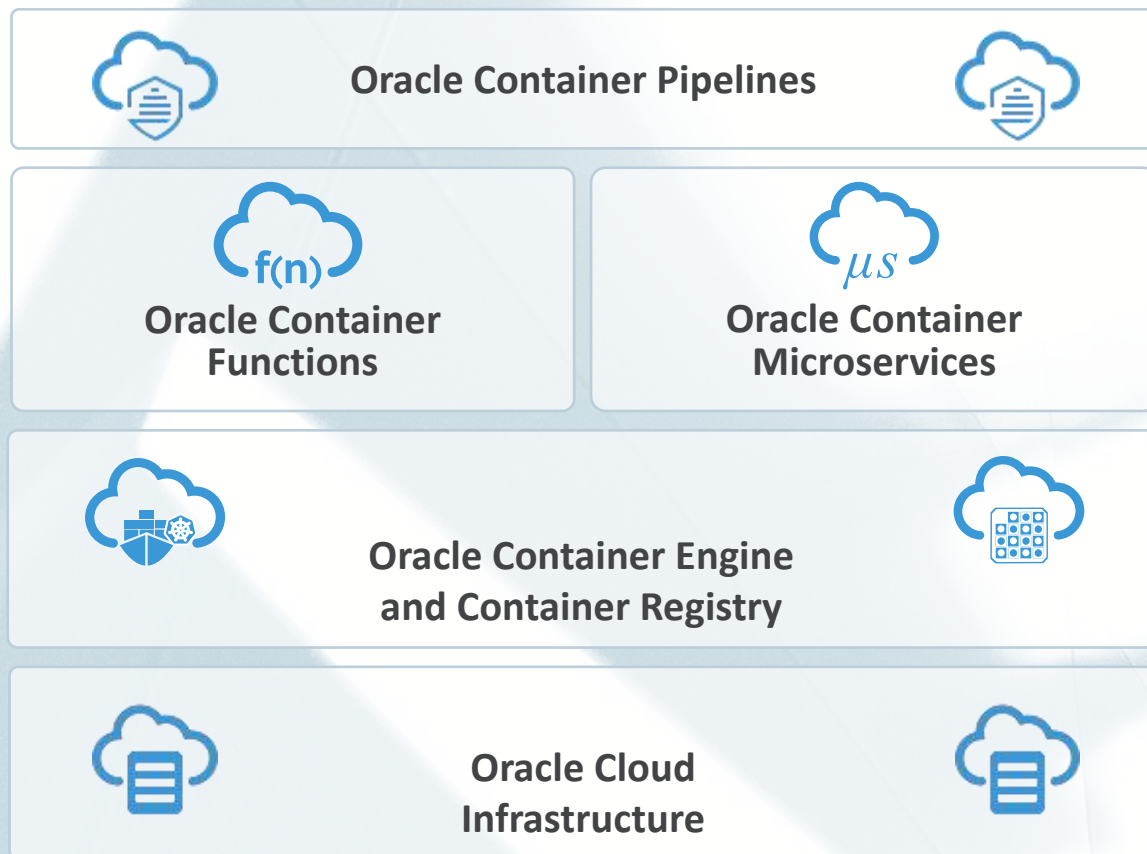 Oracle Container Pipelines
f(n)
μs
Oracle Container
Functions
Oracle Container
Microservices
Oracle Container Engine
and Container Registry
Oracle Cloud
Infrastructure